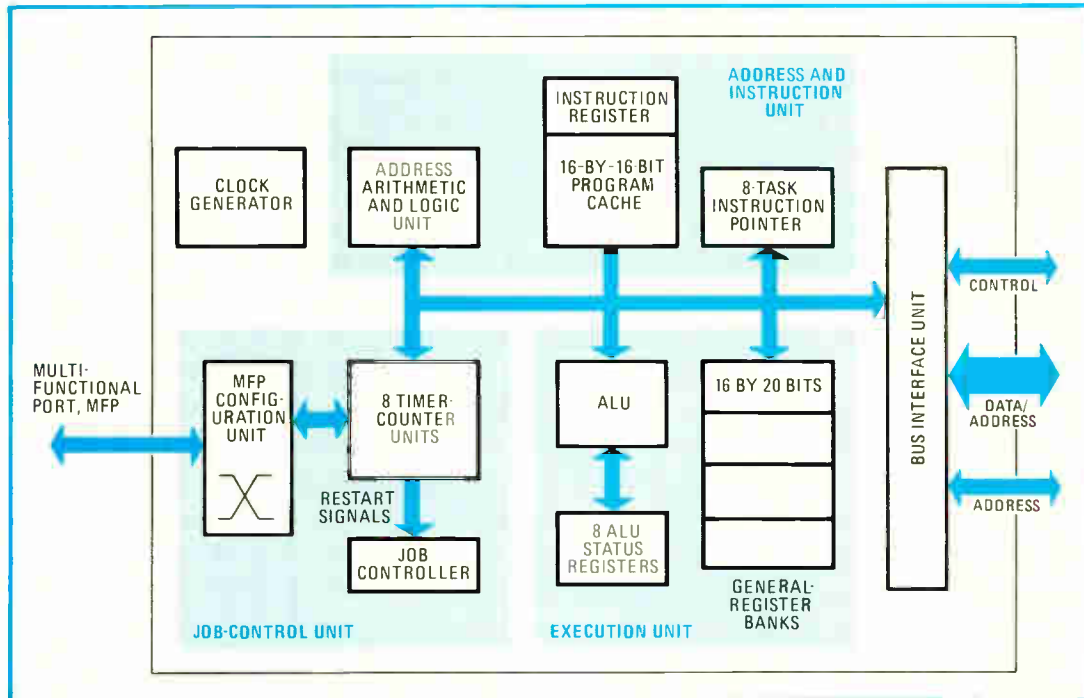 ADDRESS AND
INSTRUCTION
UNIT
INSTRUCTION
REGISTER
16-BY-16-BIT
PROGRAM
CACHE
CLOCK
GENERATOR
ADDRESS
ARITHMETIC
AND LOGIC
UNIT
8-TASK
INSTRUCTION
POINTER
BUS INTERFACE UNIT
CONTROL
DATA/
ADDRESS
ADDRESS
MULTI-
FUNCTIONAL
PORT, MFP
MFP
CONFIG-
URATION
UNIT
8 TIMER-
COUNTER
UNITS
RESTART
SIGNALS
JOB
CONTROLLER
JOB-CONTROL UNIT
ALU
8 ALU
STATUS
REGISTERS
EXECUTION UNIT
16 BY 20 BITS
GENERAL-
REGISTER
BANKS